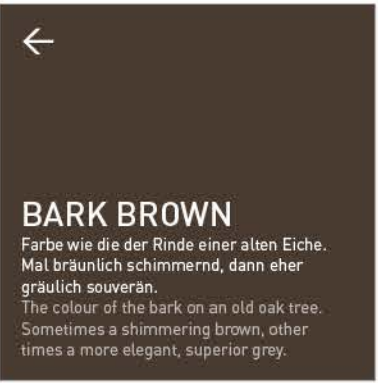 BARK BROWN
Farbe wie die der Rinde einer alten Eiche.
Mal bräunlich schimmernd, dann eher
gräulich souverän.
The colour of the bark on an old oak tree.
Sometimes a shimmering brown, other
times a more elegant, superior grey.